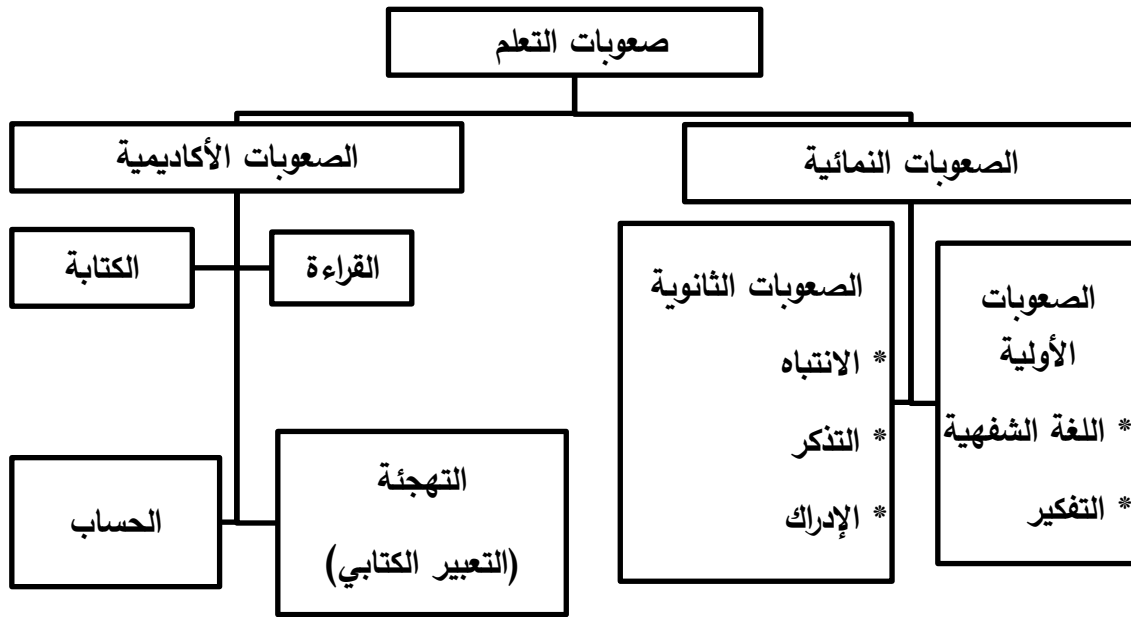 صعوبات التعلم
الصعوبات النمائية
الصعوبات الأكاديمية
الصعوبات
الأولية
* اللغة الشفهية
* التفكير
الصعوبات الثانوية
* الانتباه
* التذكر
* الإدراك
القراءة
الكتابة
التهجئة
(التعبير الكتابي)
الحساب